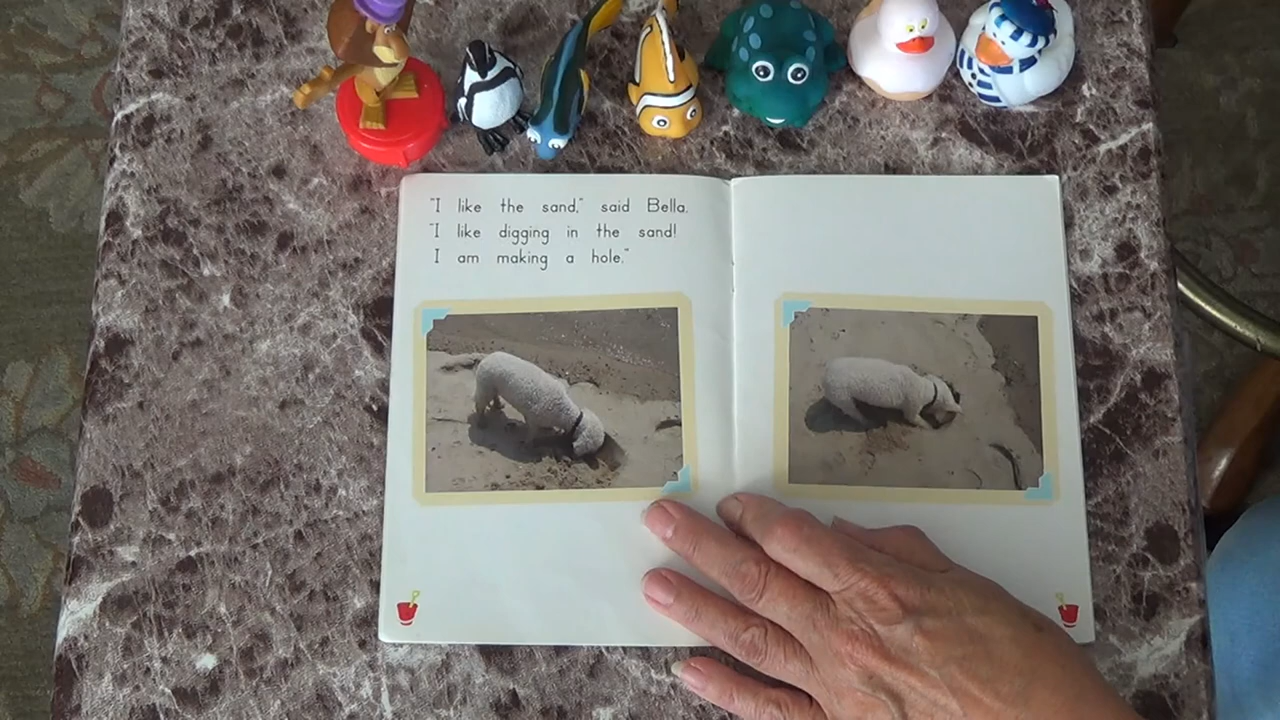 "I like the sand," said Bella.
"I like digging in the sand!
I am making a hole."